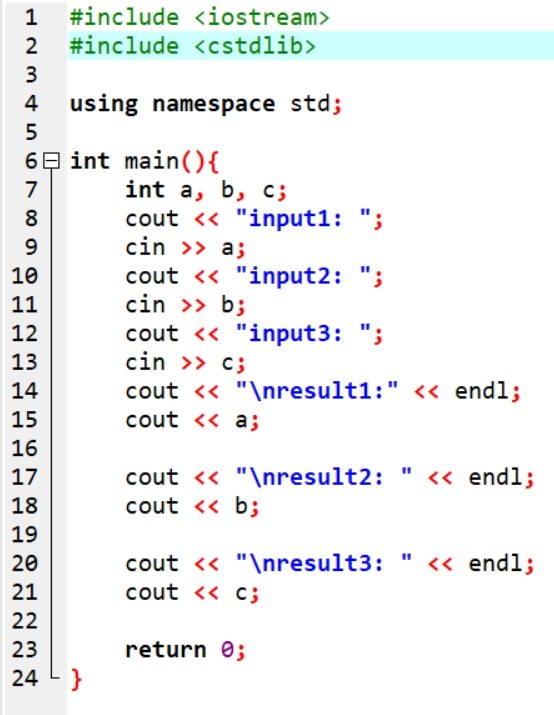 1 #include <iostream>
2 #include <cstdlib>
3
4 using namespace std;
5
6 int main(){
7     int a, b, c;
8     cout << "input1: ";
9     cin >> a;
10     cout << "input2: ";
11     cin >> b;
12     cout << "input3: ";
13     cin >> c;
14     cout << "\nresult1:" << endl;
15     cout << a;
16
17     cout << "\nresult2: " << endl;
18     cout << b;
19
20     cout << "\nresult3: " << endl;
21     cout << c;
22
23     return 0;
24 }